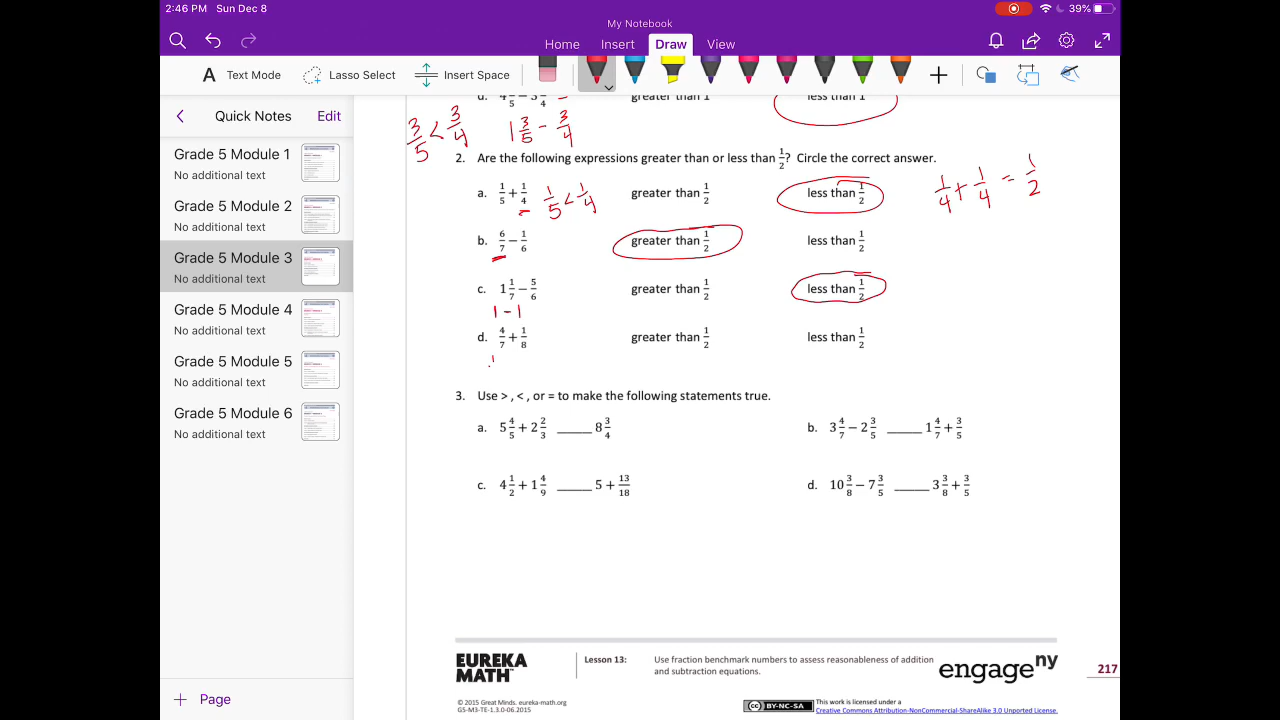 2:46 PM Sun Dec 8
39%
My Notebook
Home Insert Draw View
Text Mode Lasso Select Insert Space
Quick Notes Edit
Grade 5 Module 1
No additional text
Grade 5 Module 2
No additional text
Grade 5 Module 3
No additional text
Grade 5 Module 4
No additional text
Grade 5 Module 5
No additional text
Grade 5 Module 6
No additional text
Page
greater than 1 less than 1
3/5 < 3/4 1 3/5 - 3/4
2. Are the following expressions greater than or less than 1/2? Circle the correct answer.
a. 1/5 + 1/4 1/5 < 1/4 greater than 1/2 less than 1/2 1/4 + 1/4 = 1/2
b. 6/7 − 1/6 greater than 1/2 less than 1/2
c. 1 1/7 − 5/6 greater than 1/2 less than 1/2
1 - 1
d. 4/7 + 1/8 greater than 1/2 less than 1/2
3. Use > , < , or = to make the following statements true.
a. 5 4/5 + 2 2/3 _____ 8 3/4 b. 3 4/7 − 2 3/5 _____ 1 4/7 + 3/5
c. 4 1/2 + 1 4/9 _____ 5 + 13/18 d. 10 3/8 − 7 3/5 _____ 3 3/8 + 3/5
EUREKA MATH
Lesson 13: Use fraction benchmark numbers to assess reasonableness of addition and subtraction equations.
engage ny
217
© 2015 Great Minds. eureka-math.org
G5-M3-TE-1.3.0-06.2015
cc BY-NC-SA
This work is licensed under a
Creative Commons Attribution-NonCommercial-ShareAlike 3.0 Unported License.